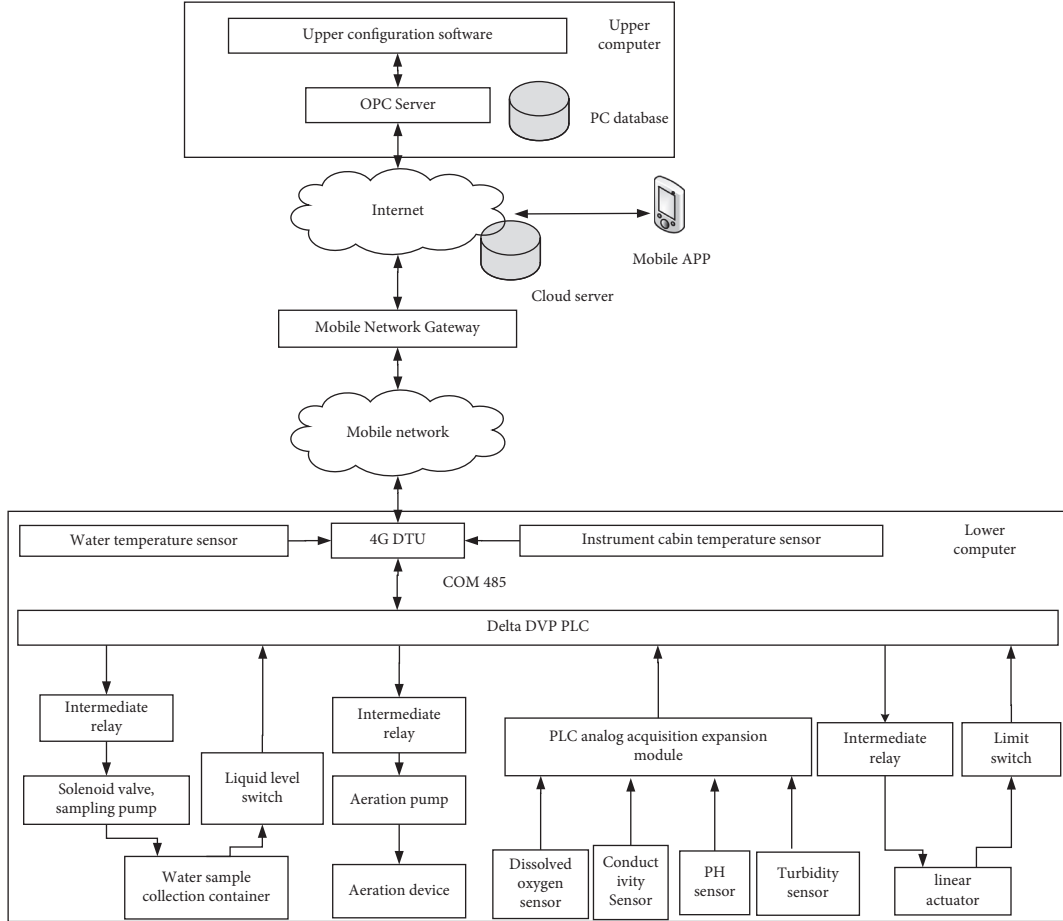 Upper configuration software
Upper
computer
OPC Server
PC database
Internet
Mobile APP
Cloud server
Mobile Network Gateway
Mobile network
Water temperature sensor
4G DTU
Instrument cabin temperature sensor
Lower
computer
COM 485
Delta DVP PLC
Intermediate
relay
Solenoid valve,
sampling pump
Water sample
collection container
Liquid level
switch
Intermediate
relay
Aeration pump
Aeration device
PLC analog acquisition expansion
module
Dissolved
oxygen sensor
Conduct
ivity Sensor
PH
sensor
Turbidity
sensor
Intermediate
relay
linear
actuator
Limit
switch